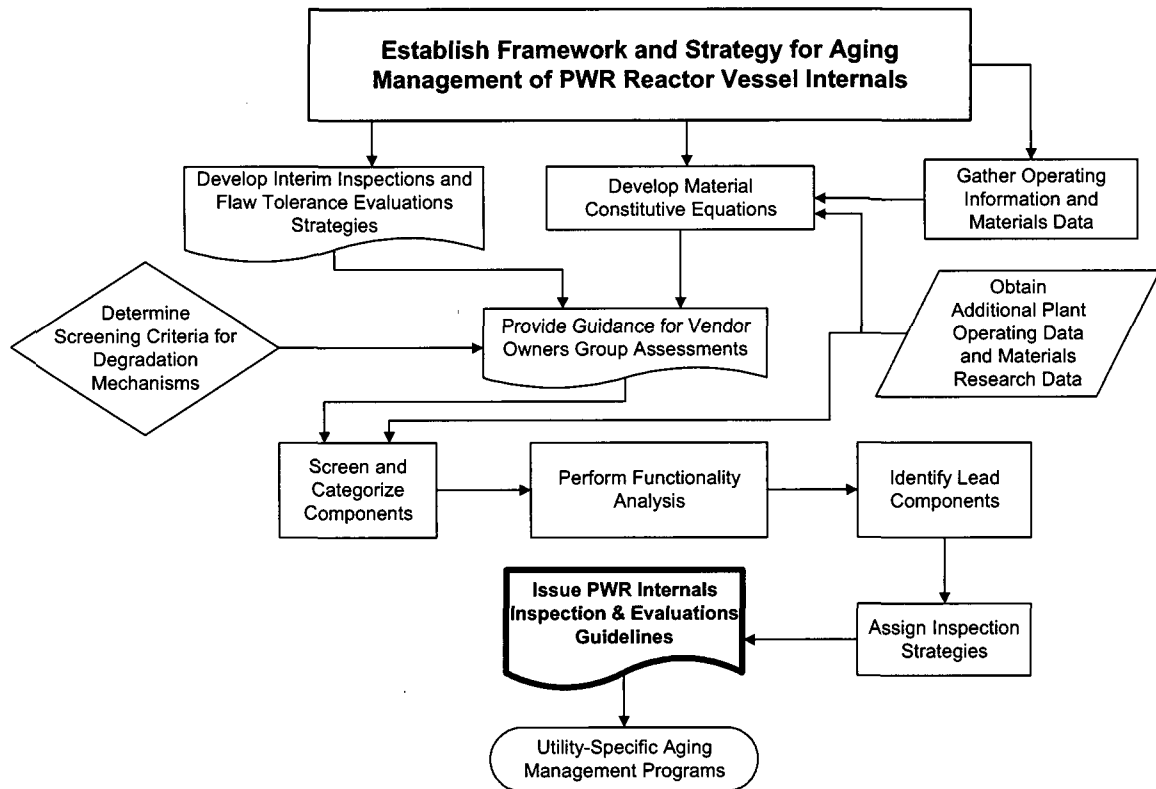 Establish Framework and Strategy for Aging
Management of PWR Reactor Vessel Internals
Develop Interim Inspections and
Flaw Tolerance Evaluations
Strategies
Develop Material
Constitutive Equations
Gather Operating
Information and
Materials Data
Determine
Screening Criteria for
Degradation
Mechanisms
Provide Guidance for Vendor
Owners Group Assessments
Obtain
Additional Plant
Operating Data
and Materials
Research Data
Screen and
Categorize
Components
Perform Functionality
Analysis
Identify Lead
Components
Issue PWR Internals
Inspection & Evaluations
Guidelines
Assign Inspection
Strategies
Utility-Specific Aging
Management Programs